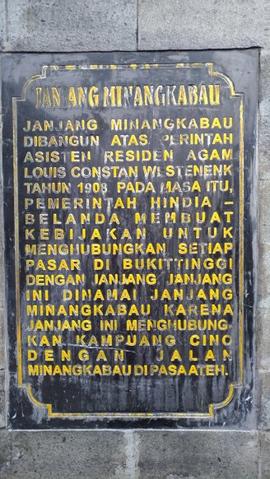 JANJANG MINANGKABAU
JANJANG MINANGKABAU
DIBANGUN ATAS PERINTAH
ASISTEN RESIDEN AGAM
LOUIS CONSTAN WESTENENK
TAHUN 1908 PADA MASA ITU,
PEMERINTAH HINDIA –
BELANDA MEMBUAT
KEBIJAKAN UNTUK
MENGHUBUNGKAN SETIAP
PASAR DI BUKITTINGGI
DENGAN JANJANG JANJANG
INI DINAMAI JANJANG
MINANGKABAU KARENA
JANJANG INI MENGHUBUNG
KAN KAMPUANG CINO
DENGAN JALAN
MINANGKABAU DI PASA ATEH.